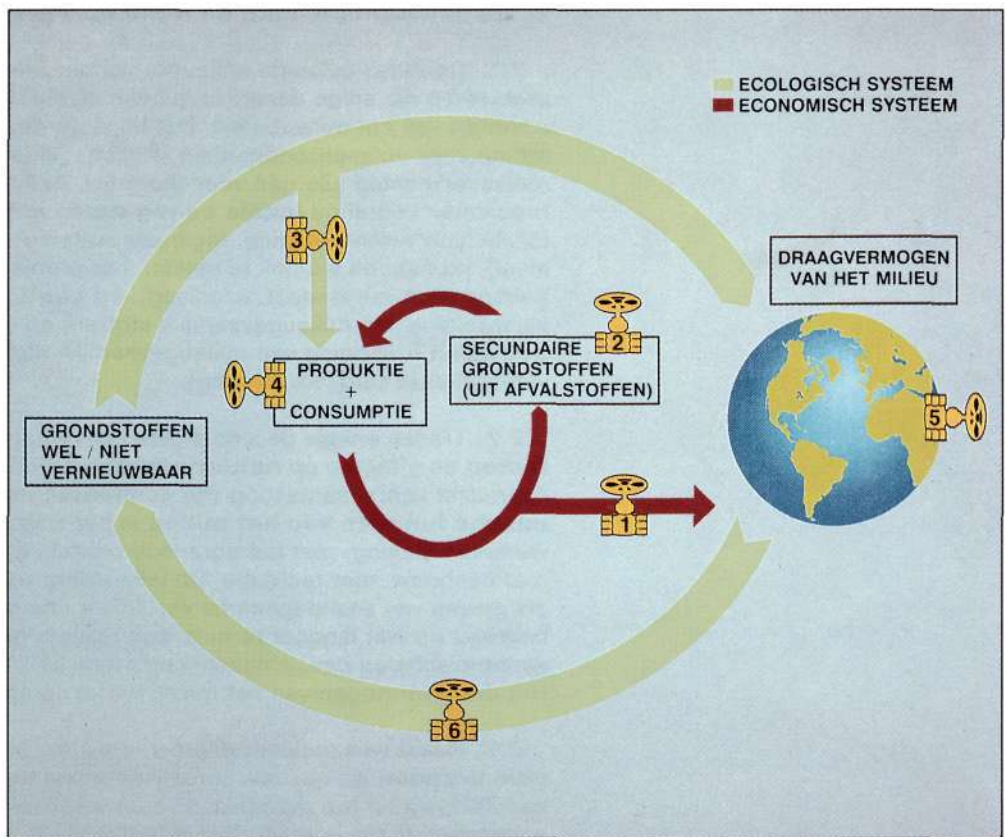 ECOLOGISCH SYSTEEM
ECONOMISCH SYSTEEM
3
DRAAGVERMOGEN
VAN HET MILIEU
2
SECUNDAIRE
GRONDSTOFFEN
(UIT AFVALSTOFFEN)
4
PRODUKTIE
+
CONSUMPTIE
5
GRONDSTOFFEN
WEL / NIET
VERNIEUWBAAR
1
6